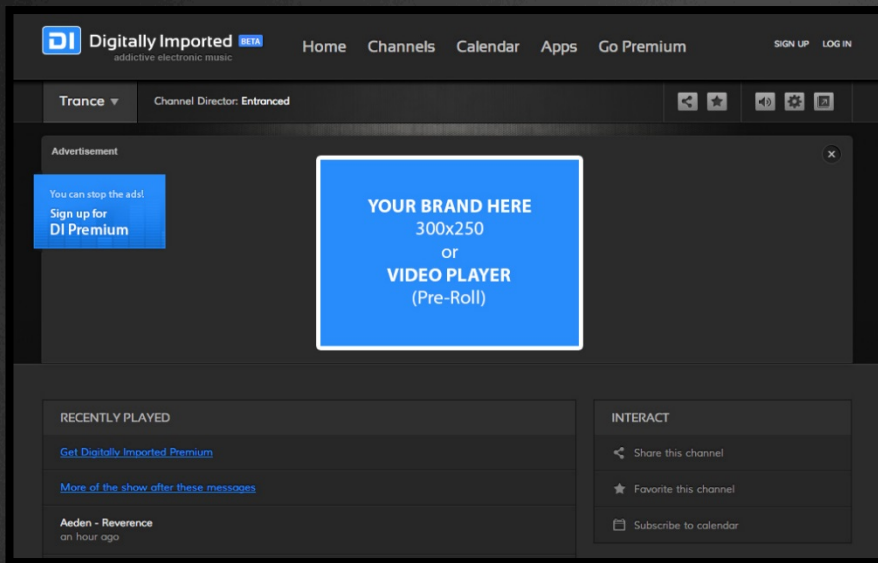 DI Digitally Imported BETA
addictive electronic music
Home Channels Calendar Apps Go Premium
SIGN UP LOG IN
Trance
Channel Director: Entranced
Advertisement
You can stop the ads!
Sign up for
DI Premium
YOUR BRAND HERE
300x250
or
VIDEO PLAYER
(Pre-Roll)
RECENTLY PLAYED
Get Digitally Imported Premium
More of the show after these messages
Aeden - Reverence
an hour ago
INTERACT
Share this channel
Favorite this channel
Subscribe to calendar